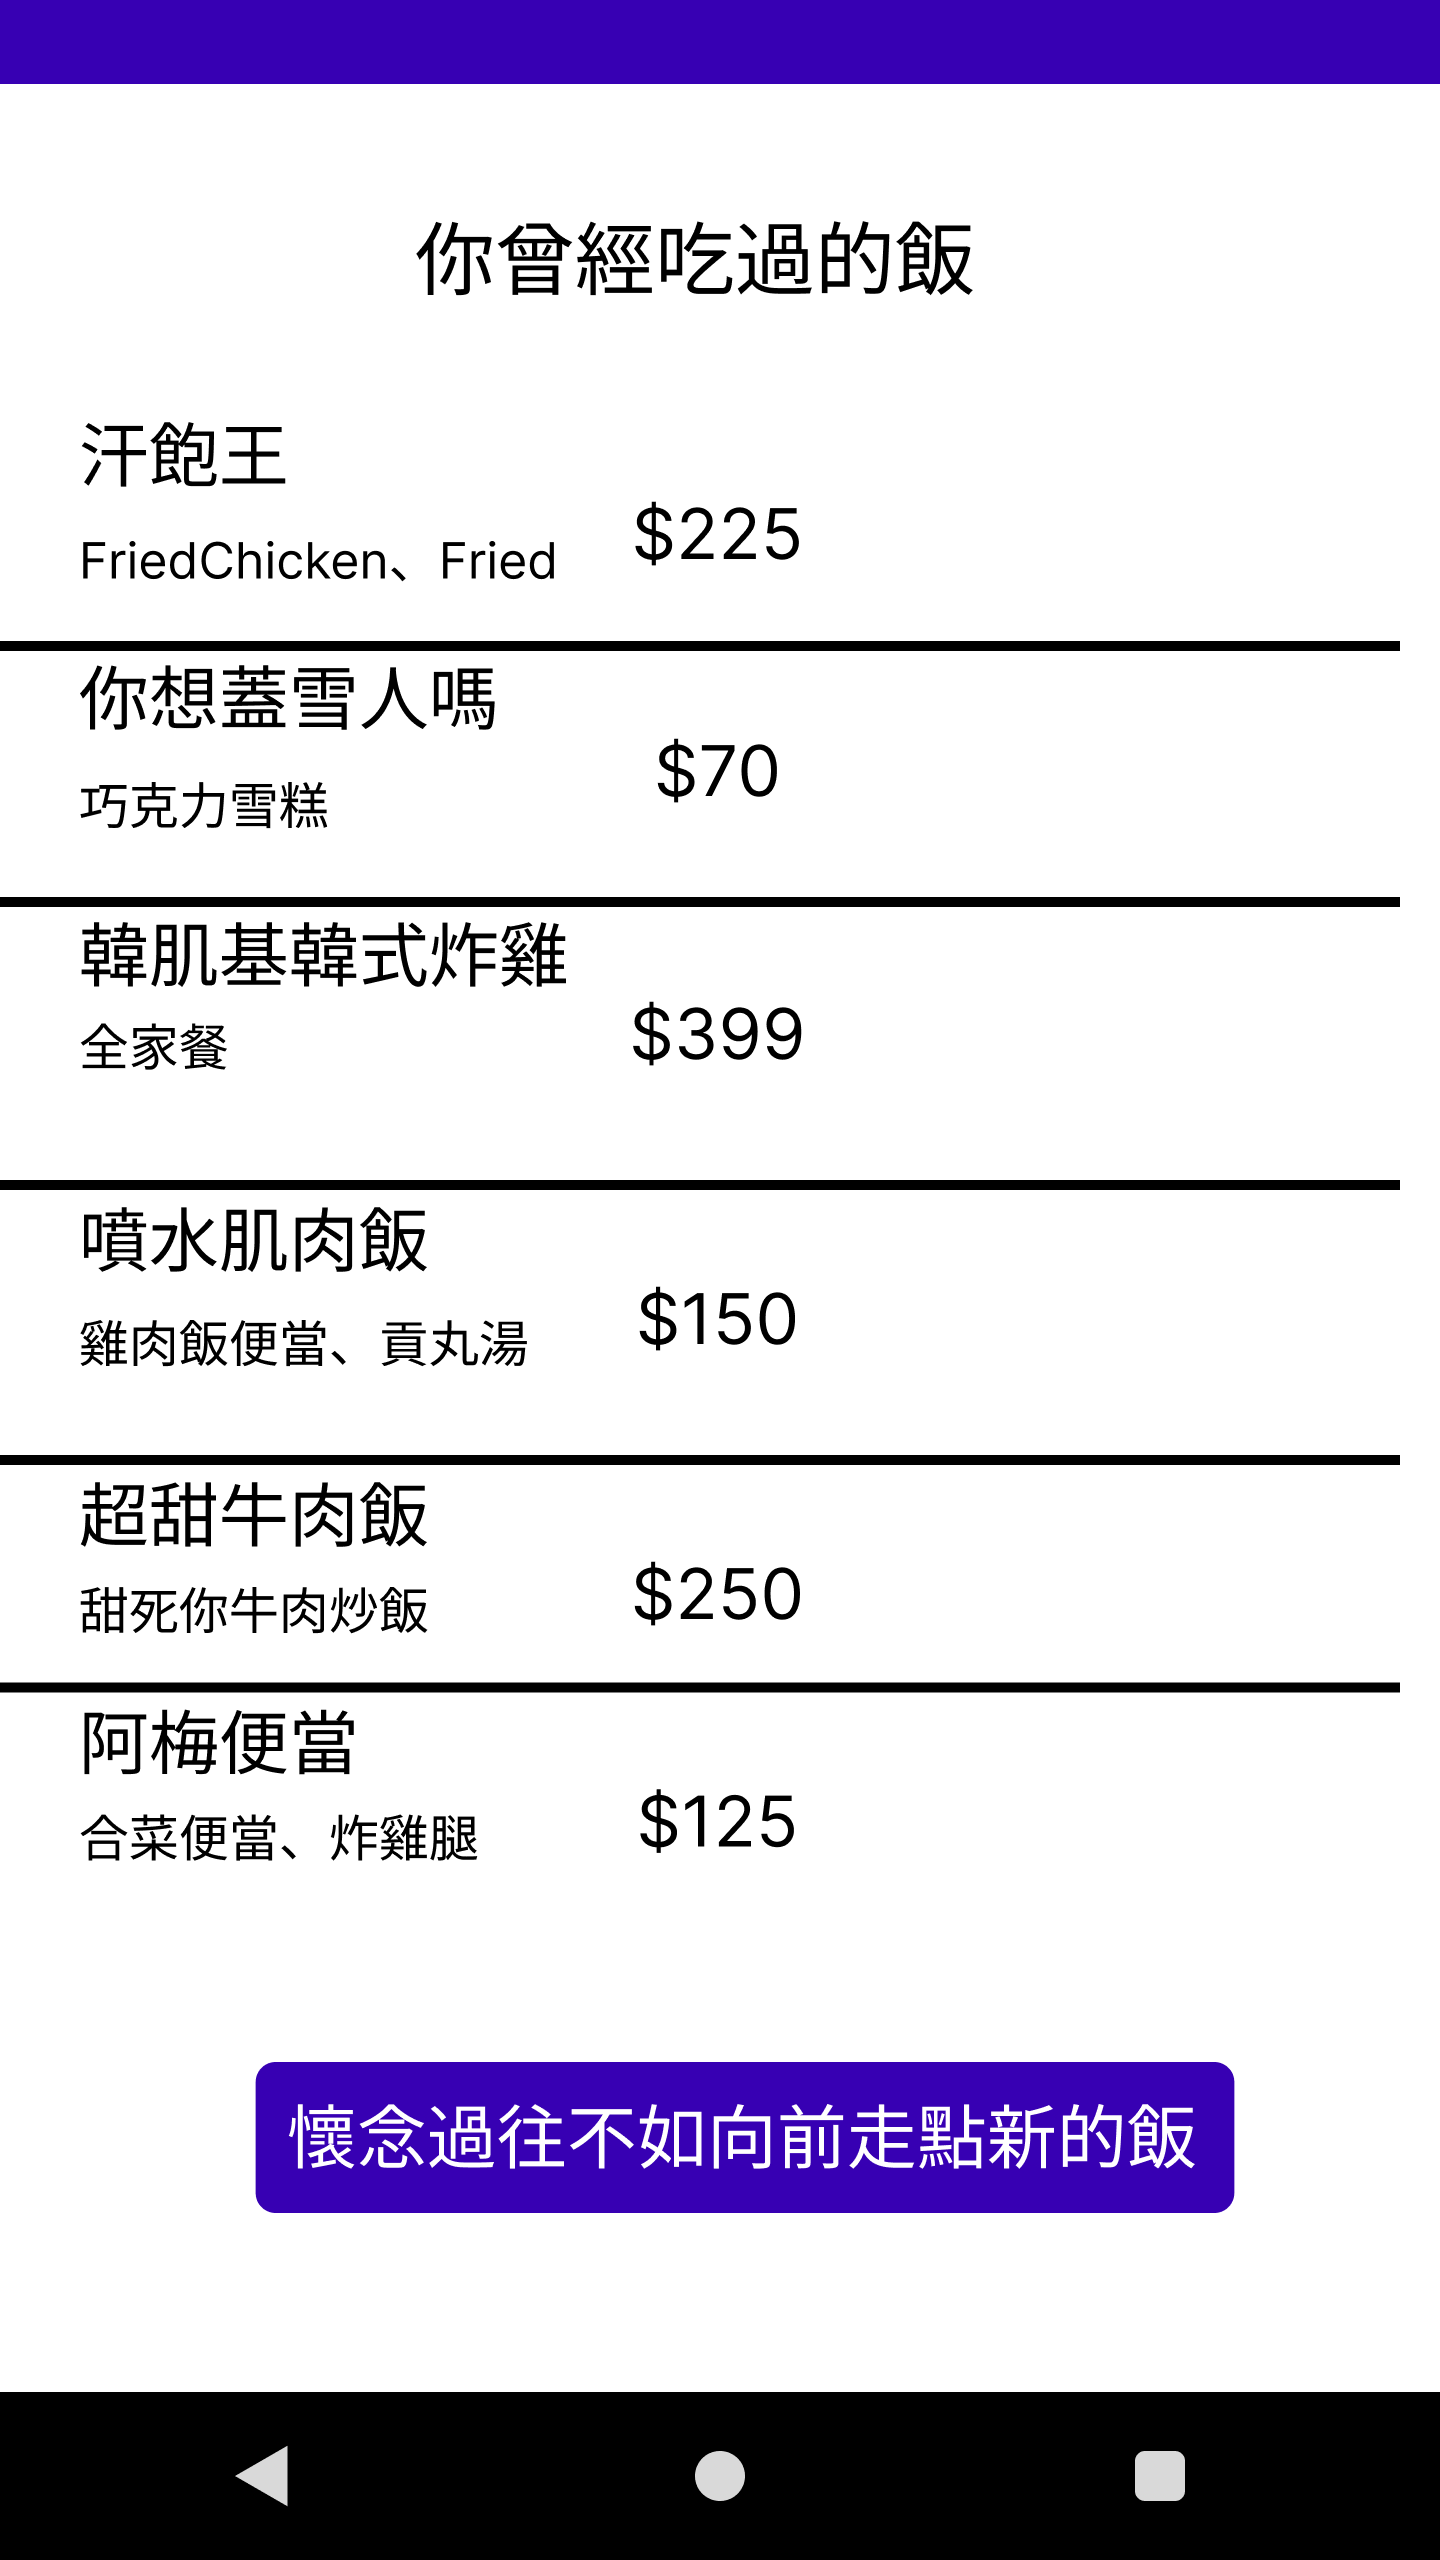 你曾經吃過的飯
汗飽王
$225
FriedChicken、Fried
你想蓋雪人嗎
$70
巧克力雪糕
韓肌基韓式炸雞
$399
全家餐
噴水肌肉飯
$150
雞肉飯便當、貢丸湯
超甜牛肉飯
$250
甜死你牛肉炒飯
阿梅便當
$125
合菜便當、炸雞腿
懷念過往不如向前走點新的飯